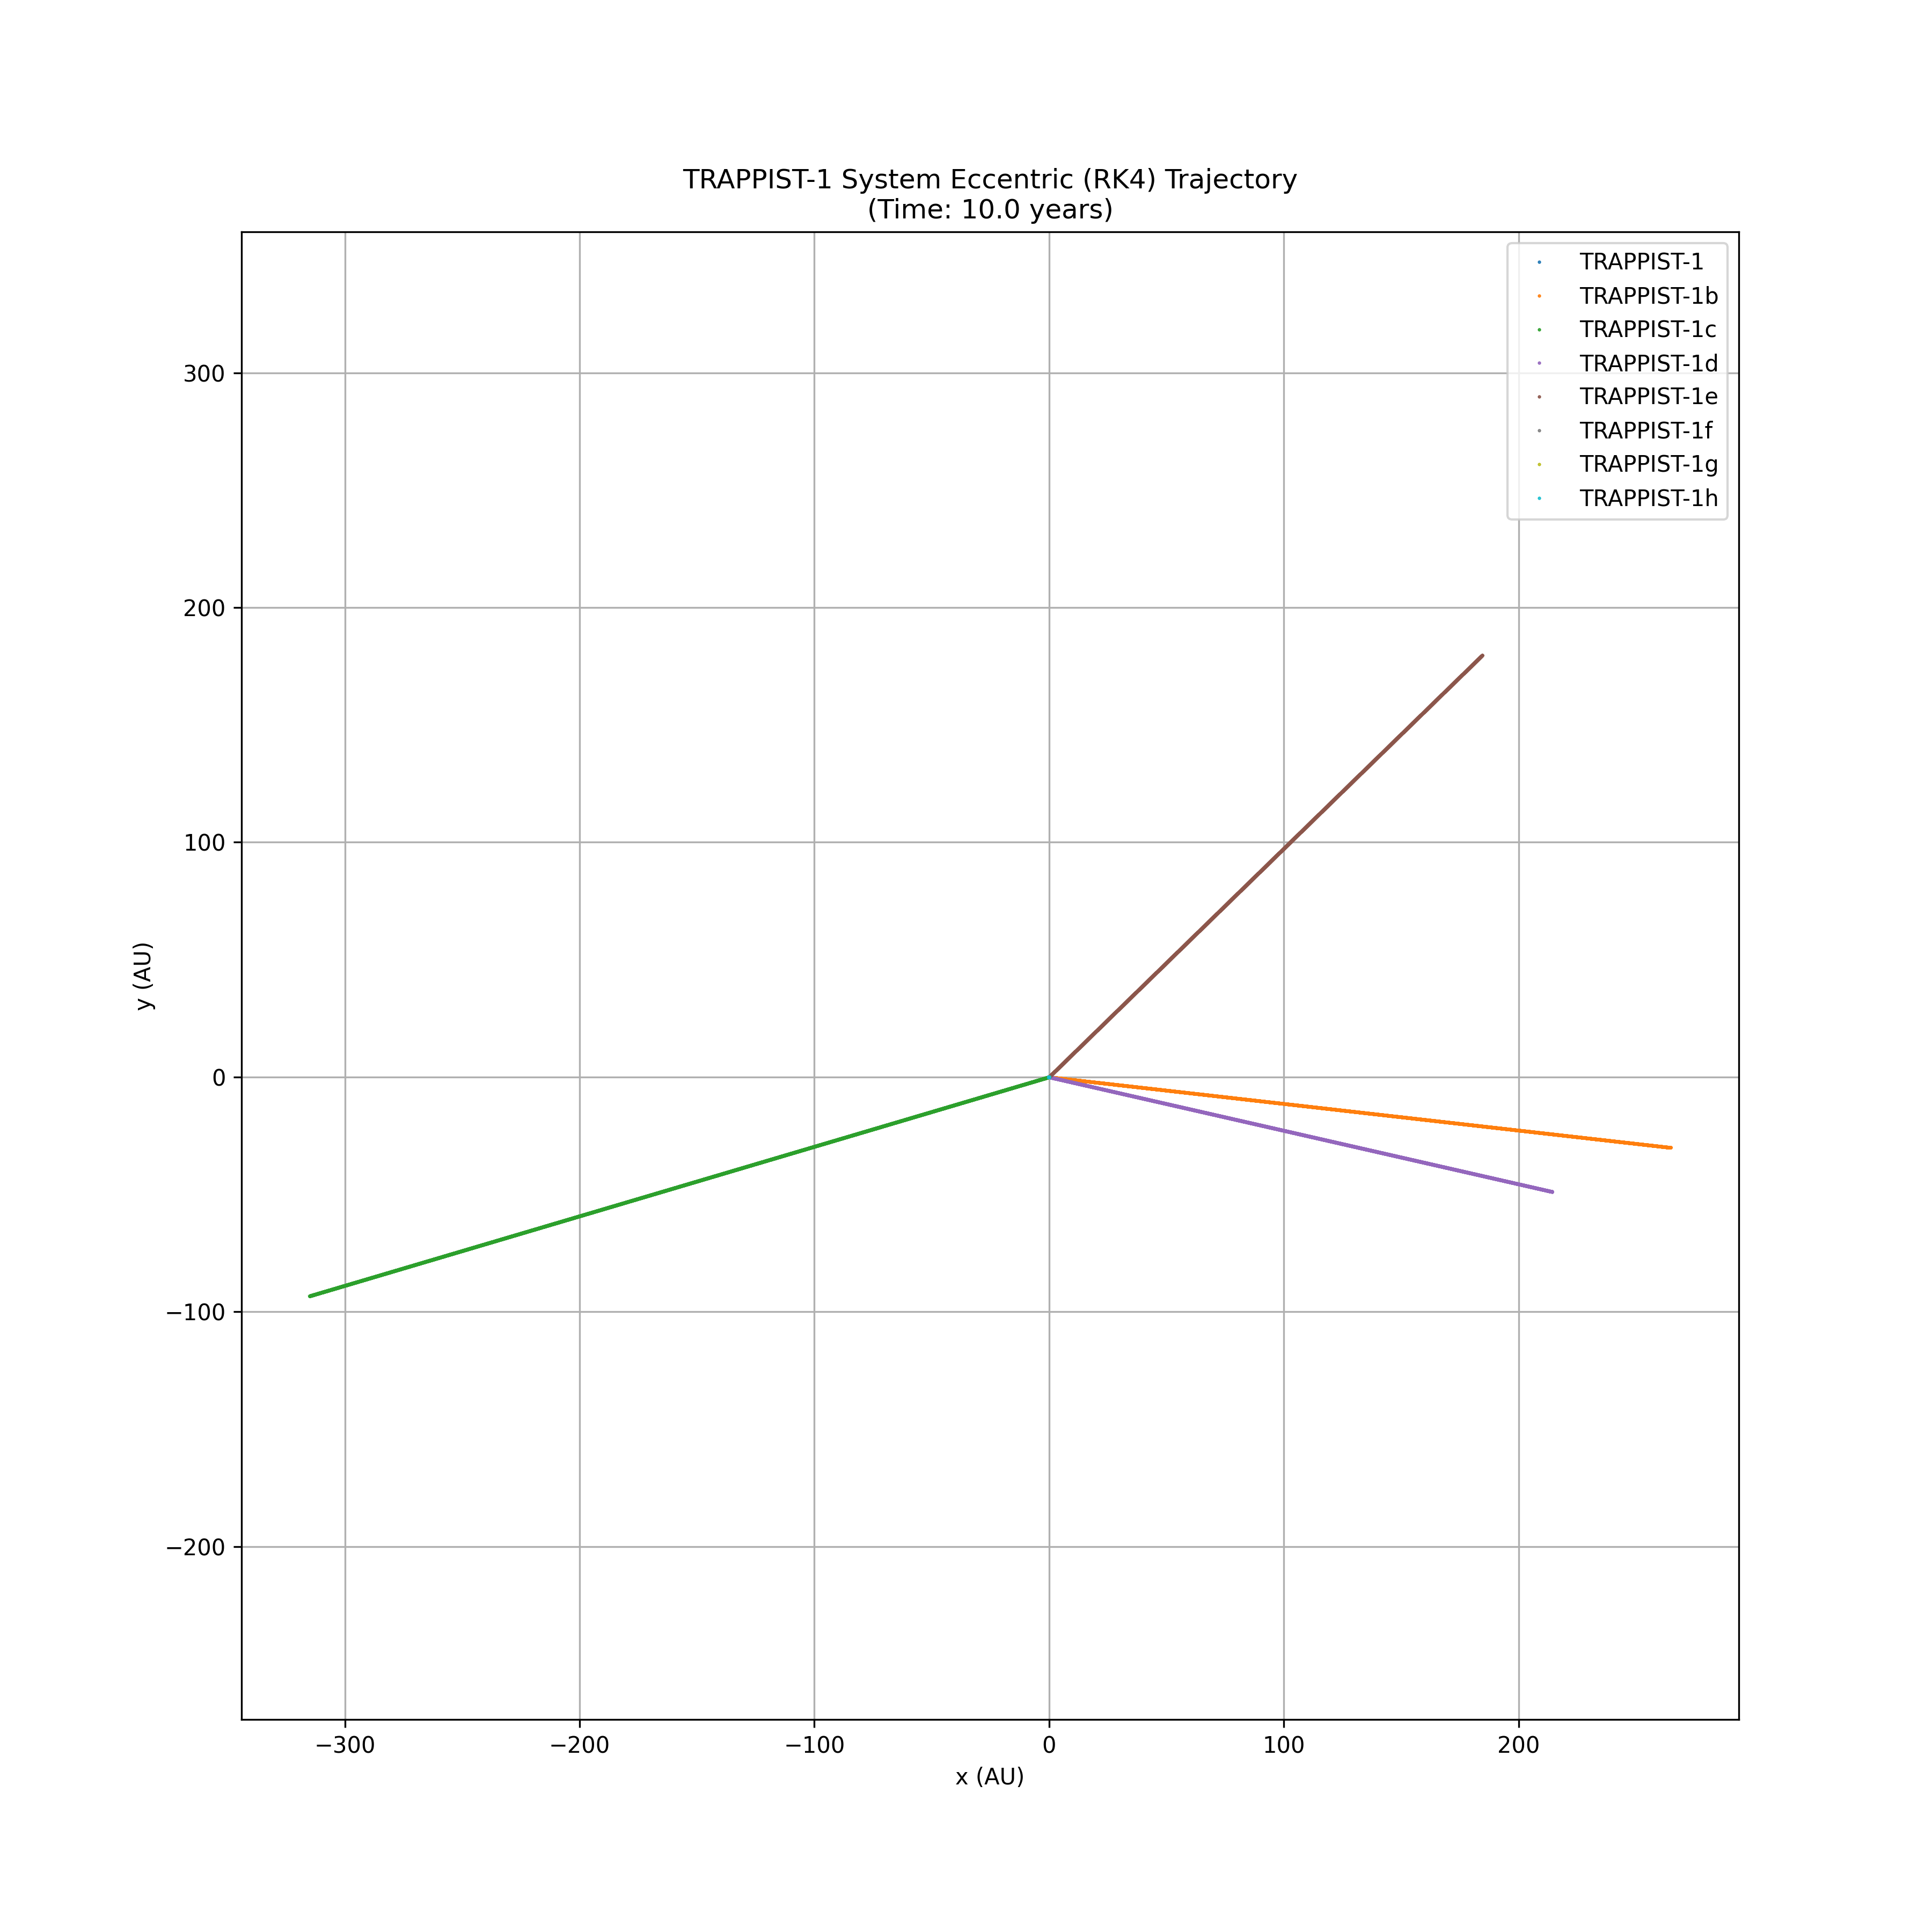 TRAPPIST-1 System Eccentric (RK4) Trajectory
(Time: 10.0 years)
TRAPPIST-1
TRAPPIST-1b
TRAPPIST-1c
TRAPPIST-1d
TRAPPIST-1e
TRAPPIST-1f
TRAPPIST-1g
TRAPPIST-1h
y (AU)
300
200
100
0
−100
−200
−300
−200
−100
0
100
200
x (AU)